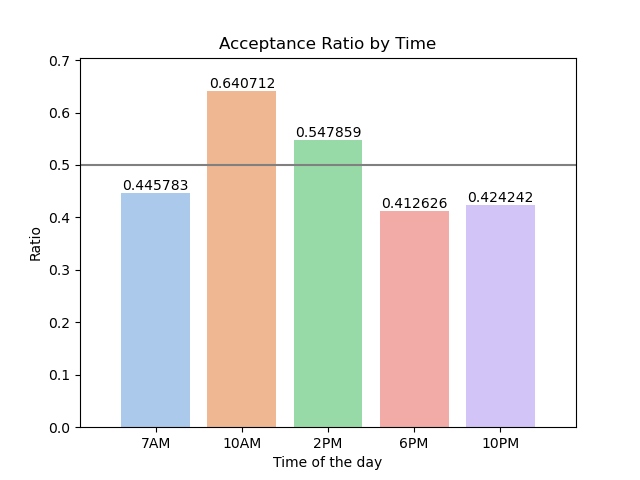 Acceptance Ratio by Time
0.7
0.6
0.5
0.4
0.3
0.2
0.1
0.0
Ratio
0.445783
0.640712
0.547859
0.412626
0.424242
7AM
10AM
2PM
6PM
10PM
Time of the day